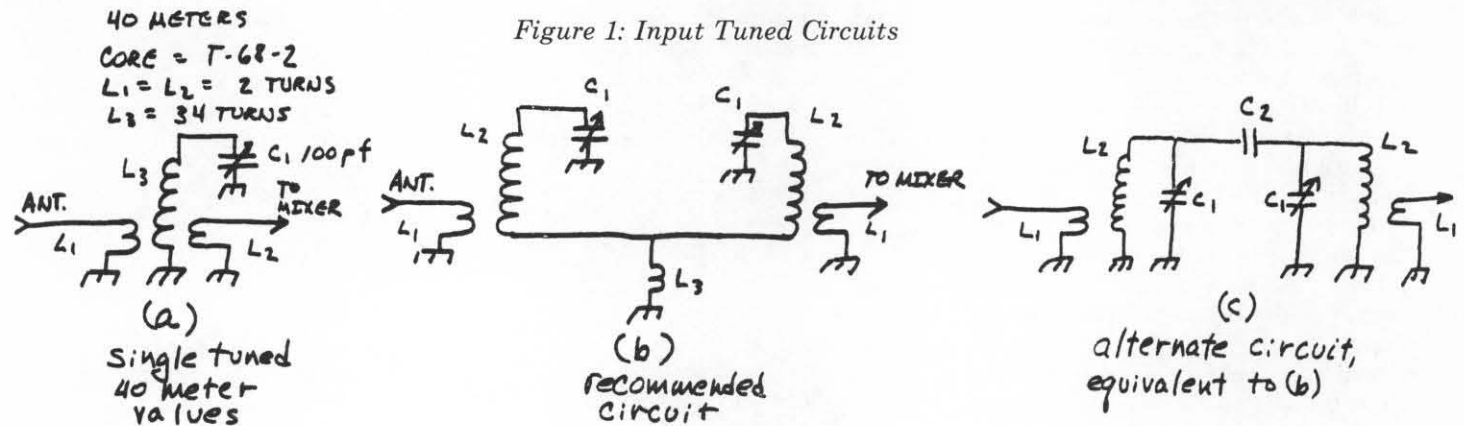 Figure 1: Input Tuned Circuits
40 METERS
CORE = T-68-2
L1 = L2 = 2 TURNS
L3 = 34 TURNS
L3
C1 100pf
ANT.
L1
TO
MIXER
L2
(a)
single tuned
40 meter
values
C1
C1
L2
L2
ANT.
L1
TO MIXER
L1
L3
(b)
recommended
circuit
C2
L2
L2
C1
C1
L1
L1
(c)
alternate circuit,
equivalent to (b)